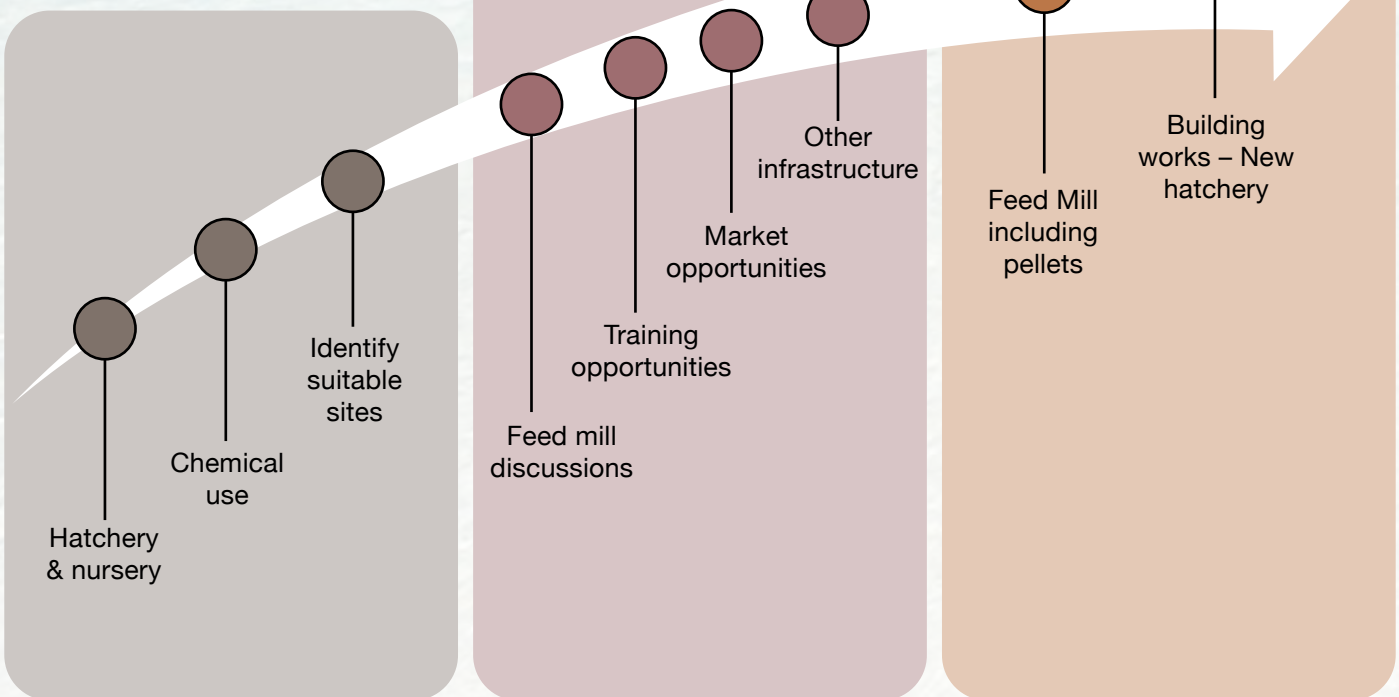 Hatchery
& nursery
Chemical
use
Identify
suitable
sites
Feed mill
discussions
Training
opportunities
Market
opportunities
Other
infrastructure
Feed Mill
including
pellets
Building
works – New
hatchery